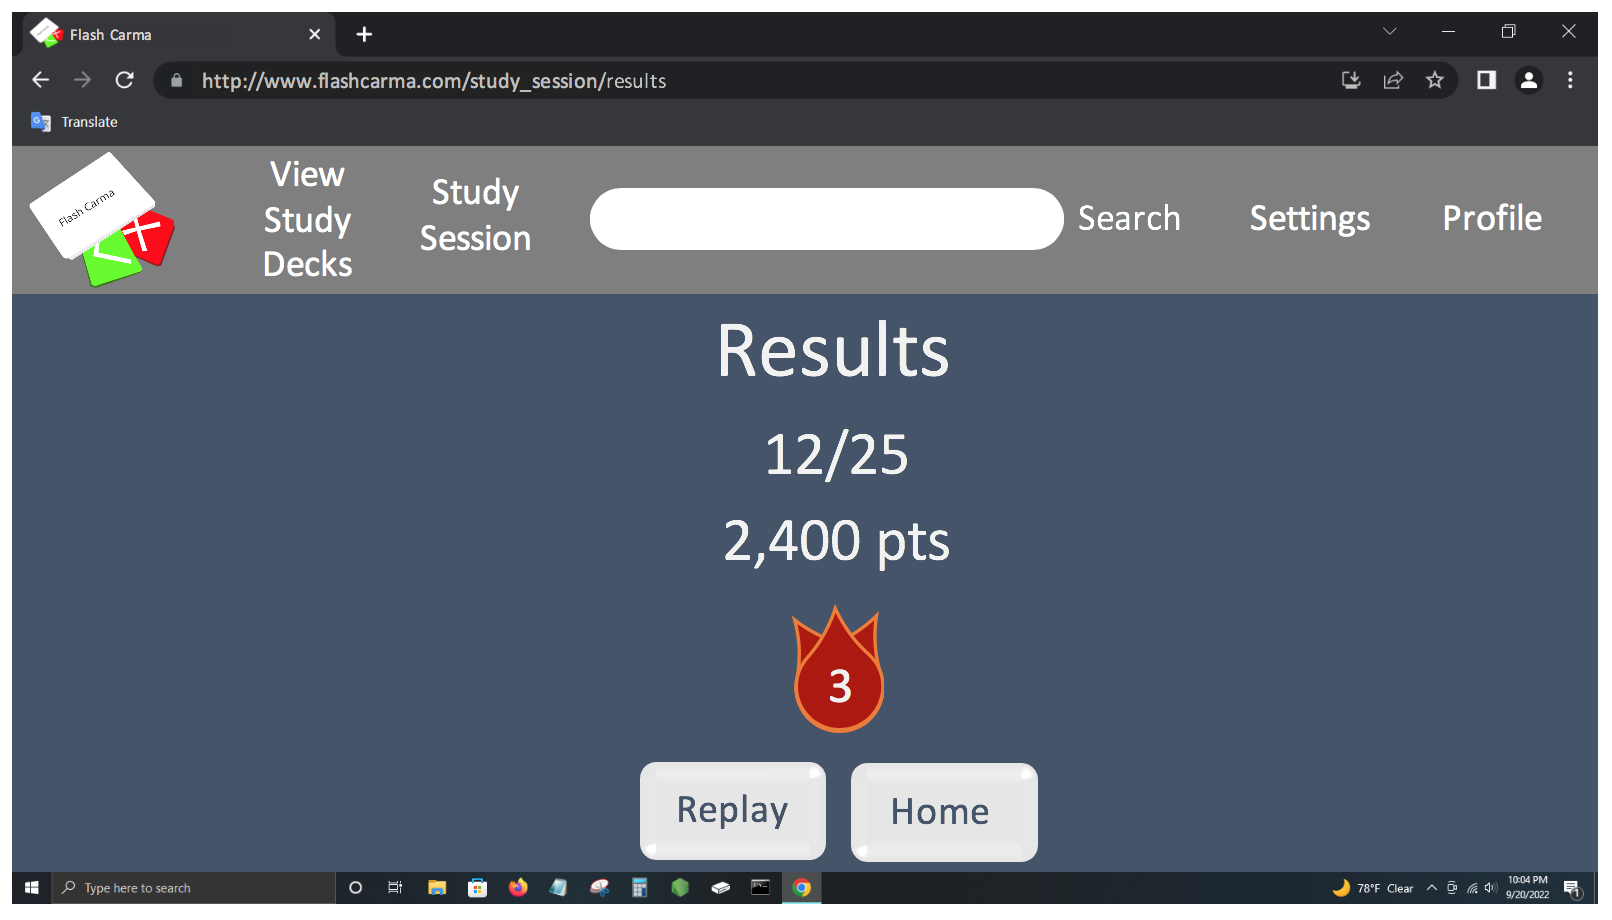 Flash Carma
http://www.flashcarma.com/study_session/results
Translate
Flash Carma
View
Study
Decks
Study
Session
Search
Settings
Profile
Results
12/25
2,400 pts
3
Replay
Home
Type here to search
78°F Clear
10:04 PM
9/20/2022
1